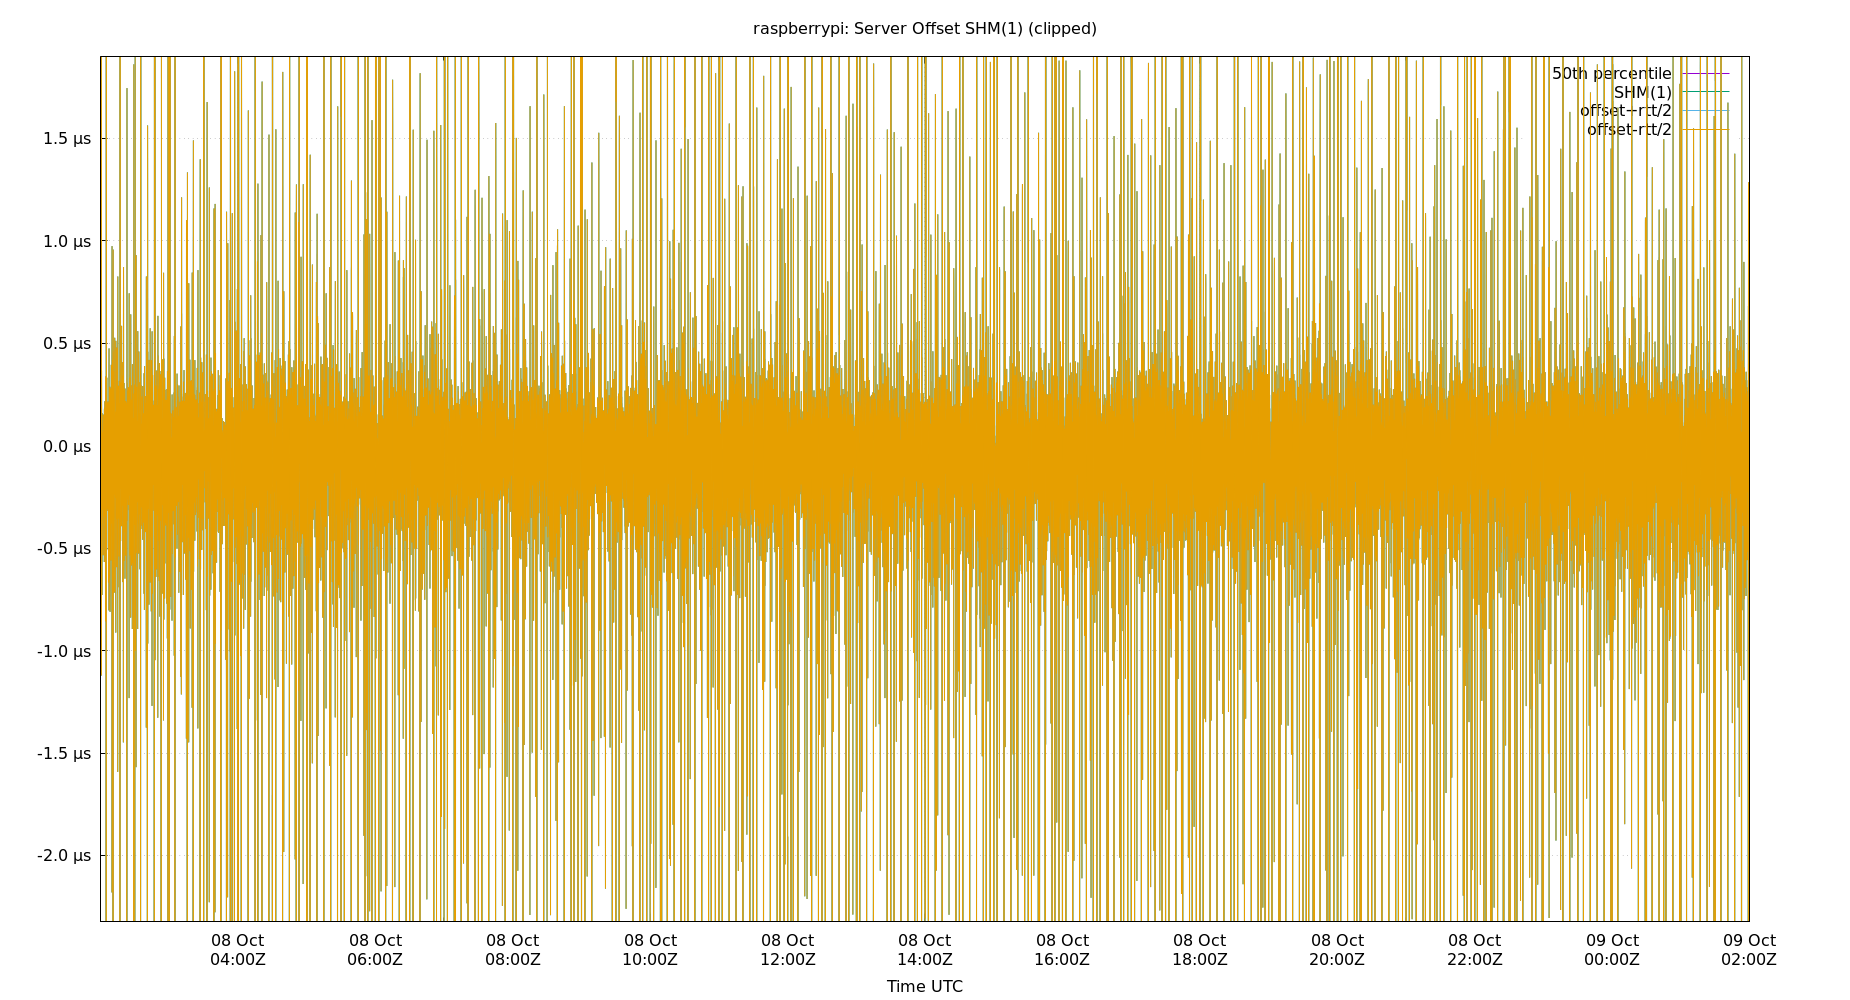 raspberrypi: Server Offset SHM(1) (clipped)
50th percentile
SHM(1)
offset+rtt/2
offset-rtt/2
1.5 µs
1.0 µs
0.5 µs
0.0 µs
-0.5 µs
-1.0 µs
-1.5 µs
-2.0 µs
08 Oct 08 Oct 08 Oct 08 Oct 08 Oct 08 Oct 08 Oct 08 Oct 08 Oct 08 Oct 09 Oct 09 Oct
04:00Z 06:00Z 08:00Z 10:00Z 12:00Z 14:00Z 16:00Z 18:00Z 20:00Z 22:00Z 00:00Z 02:00Z
Time UTC